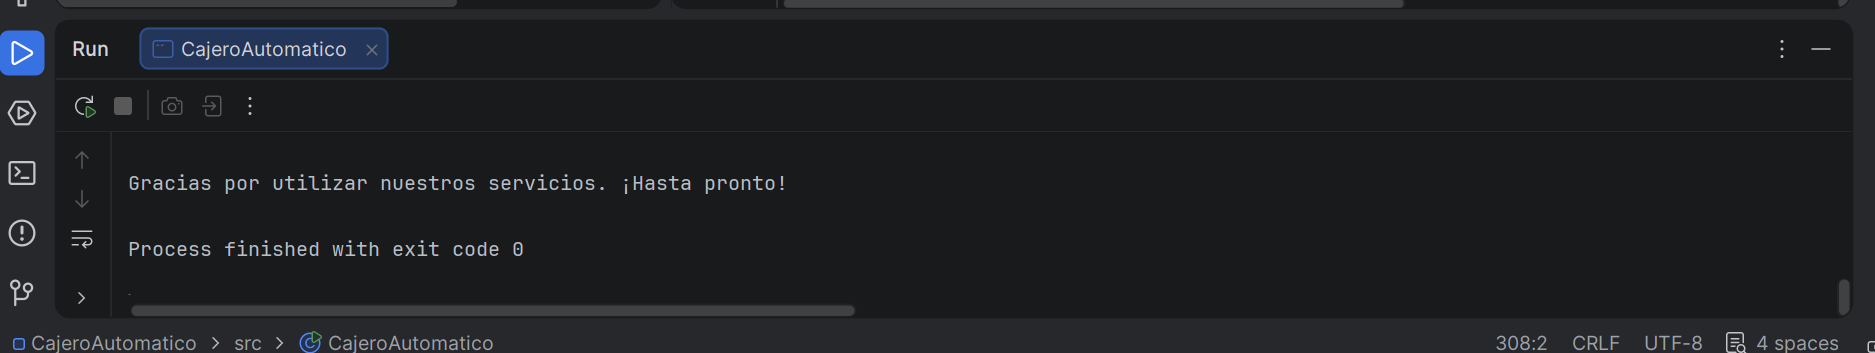 Run CajeroAutomatico
Gracias por utilizar nuestros servicios. ¡Hasta pronto!
Process finished with exit code 0
CajeroAutomatico > src > CajeroAutomatico 308:2 CRLF UTF-8 4 spaces